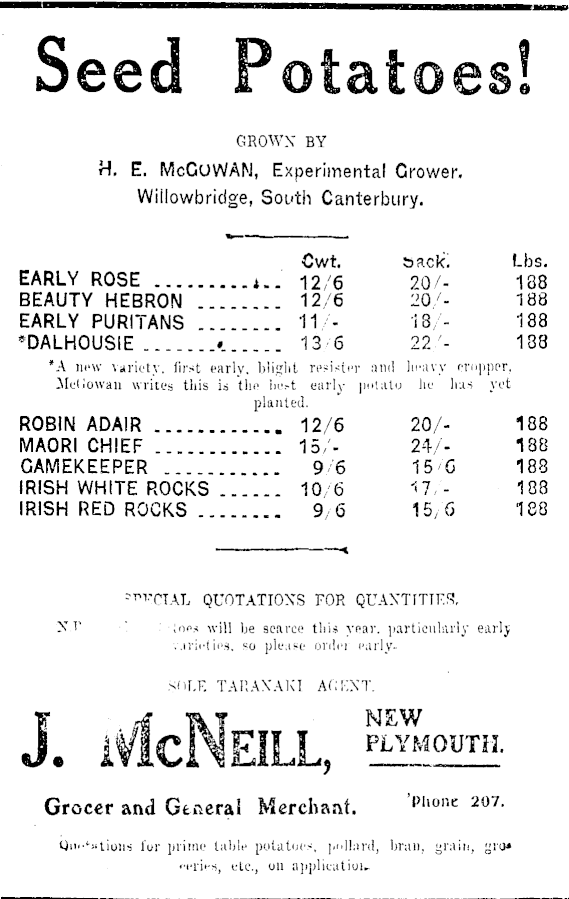 Seed Potatoes!
GROWN BY
H. E. McGOWAN, Experimental Grower.
Willowbridge, South Canterbury.
Cwt. Sack. Lbs.
EARLY ROSE 12/6 20/- 188
BEAUTY HEBRON 12/6 20/- 188
EARLY PURITANS 11/- 18/- 188
*DALHOUSIE 13/6 22/- 188
*A new variety, first early, blight resister and heavy cropper.
McGowan writes this is the best early potato he has yet
planted.
ROBIN ADAIR 12/6 20/- 188
MAORI CHIEF 15/- 24/- 188
GAMEKEEPER 9/6 15/6 188
IRISH WHITE ROCKS 10/6 17/- 188
IRISH RED ROCKS 9/6 15/6 188
SPECIAL QUOTATIONS FOR QUANTITIES.
will be scarce this year, particularly early
varieties, so please order early.
SOLE TARANAKI AGENT.
J. McNEILL,
NEW
PLYMOUTH.
Grocer and General Merchant.
'Phone 207.
Quotations for prime table potatoes, pollard, bran, grain, gro-
ceries, etc., on application.